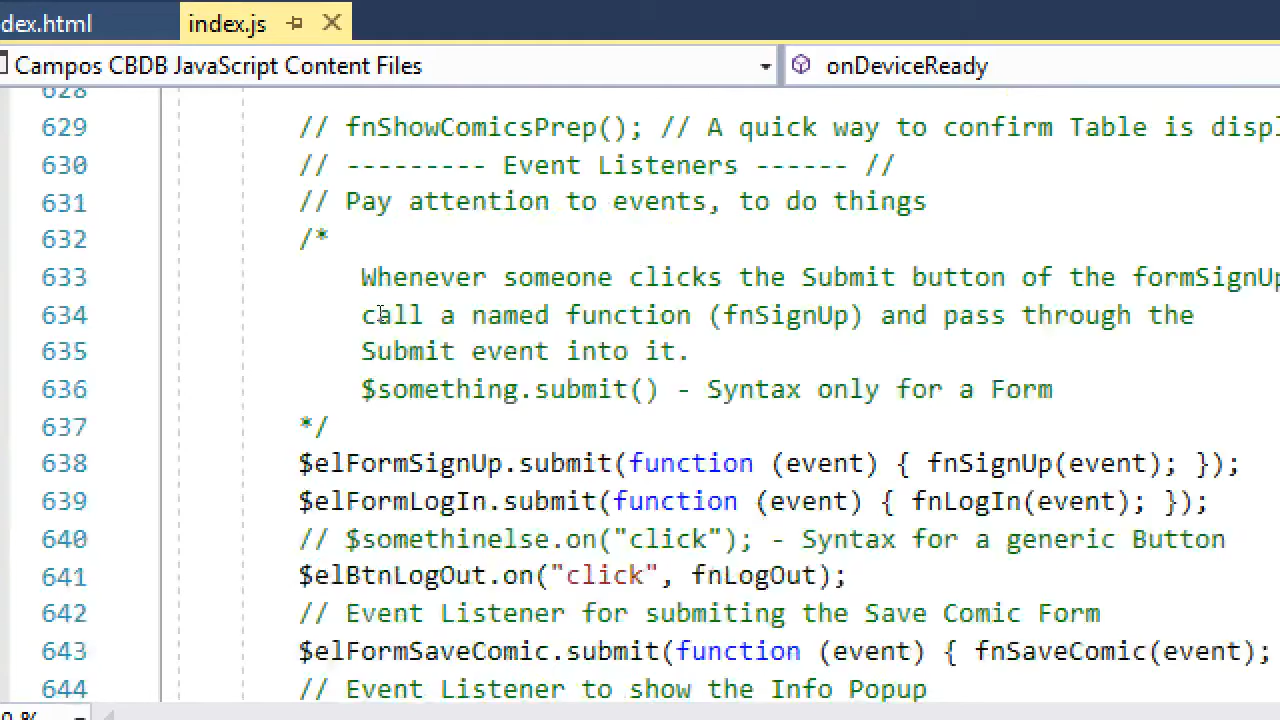 dex.html index.js
Campos CBDB JavaScript Content Files onDeviceReady
628
629 // fnShowComicsPrep(); // A quick way to confirm Table is displ
630 // --------- Event Listeners ------ //
631 // Pay attention to events, to do things
632 /*
633 Whenever someone clicks the Submit button of the formSignUp
634 call a named function (fnSignUp) and pass through the
635 Submit event into it.
636 $something.submit() - Syntax only for a Form
637 */
638 $elFormSignUp.submit(function (event) { fnSignUp(event); });
639 $elFormLogIn.submit(function (event) { fnLogIn(event); });
640 // $somethinelse.on("click"); - Syntax for a generic Button
641 $elBtnLogOut.on("click", fnLogOut);
642 // Event Listener for submiting the Save Comic Form
643 $elFormSaveComic.submit(function (event) { fnSaveComic(event);
644 // Event Listener to show the Info Popup
0 %